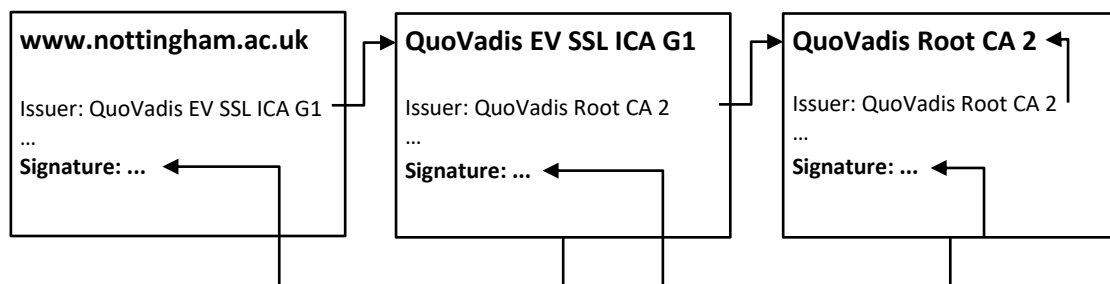 www.nottingham.ac.uk
Issuer: QuoVadis EV SSL ICA G1
...
Signature: ...
QuoVadis EV SSL ICA G1
Issuer: QuoVadis Root CA 2
...
Signature: ...
QuoVadis Root CA 2
Issuer: QuoVadis Root CA 2
...
Signature: ...